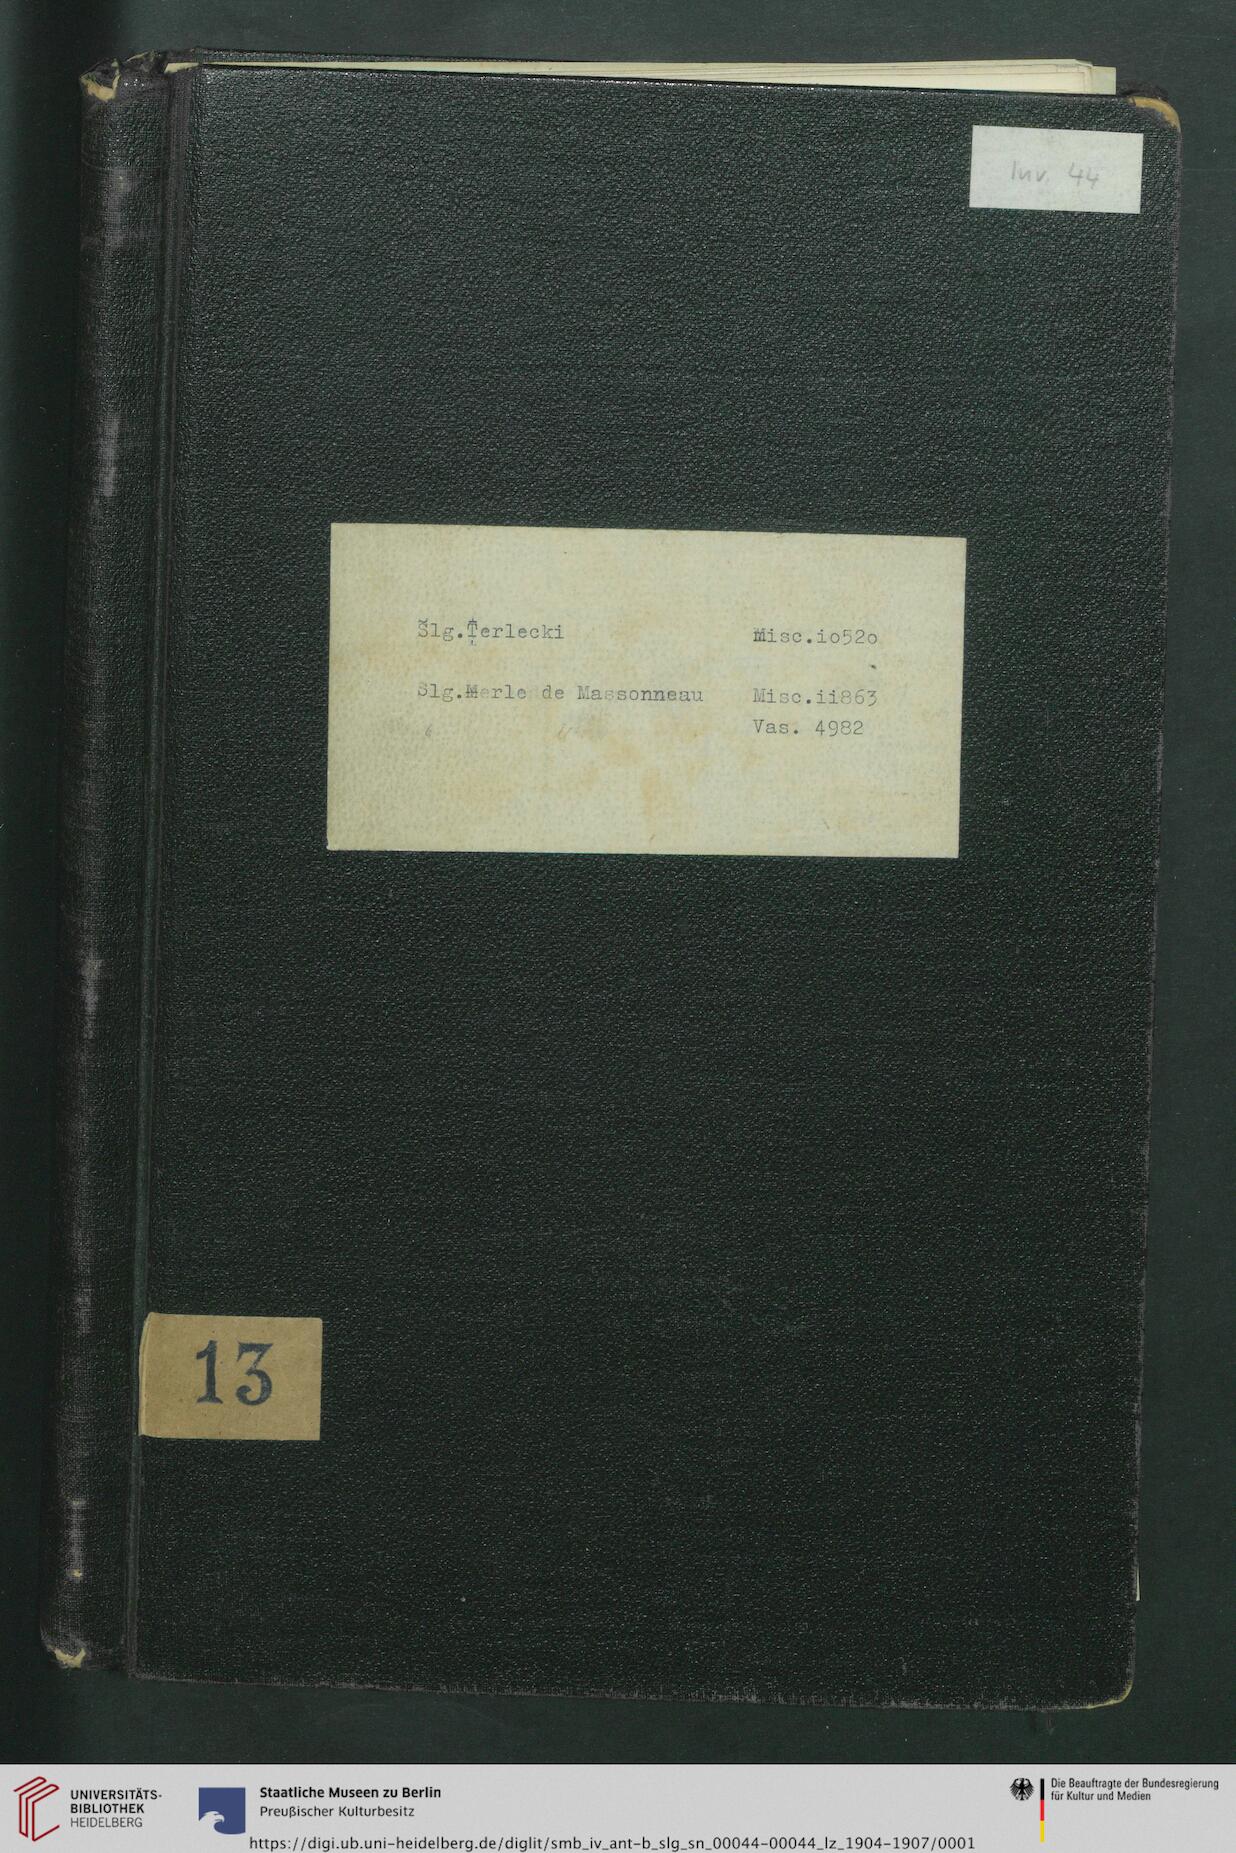 Inv. 44
Slg.Terlecki Misc.io52o
Slg.Merle de Massonneau Misc.ii863
Vas. 4982
13
UNIVERSITÄTS-
BIBLIOTHEK
HEIDELBERG
Staatliche Museen zu Berlin
Preußischer Kulturbesitz
https://digi.ub.uni-heidelberg.de/diglit/smb_iv_ant-b_slg_sn_00044-00044_lz_1904-1907/0001
Die Beauftragte der Bundesregierung
für Kultur und Medien